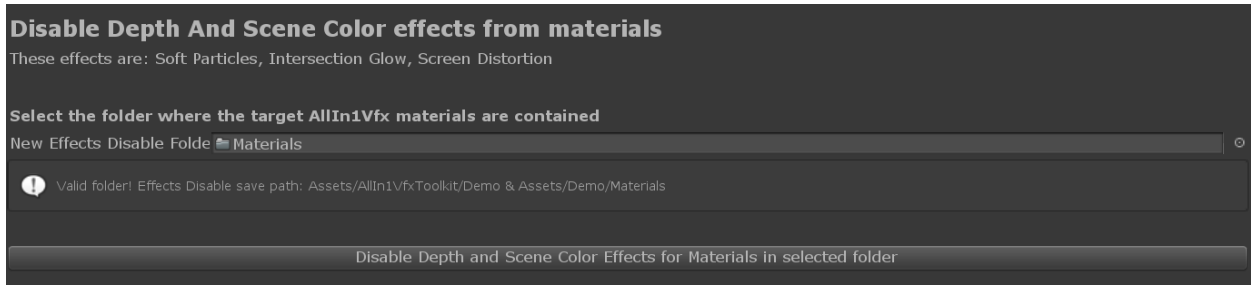 Disable Depth And Scene Color effects from materials
These effects are: Soft Particles, Intersection Glow, Screen Distortion
Select the folder where the target AllIn1Vfx materials are contained
New Effects Disable Folde Materials
Valid folder! Effects Disable save path: Assets/AllIn1VfxToolkit/Demo & Assets/Demo/Materials
Disable Depth and Scene Color Effects for Materials in selected folder